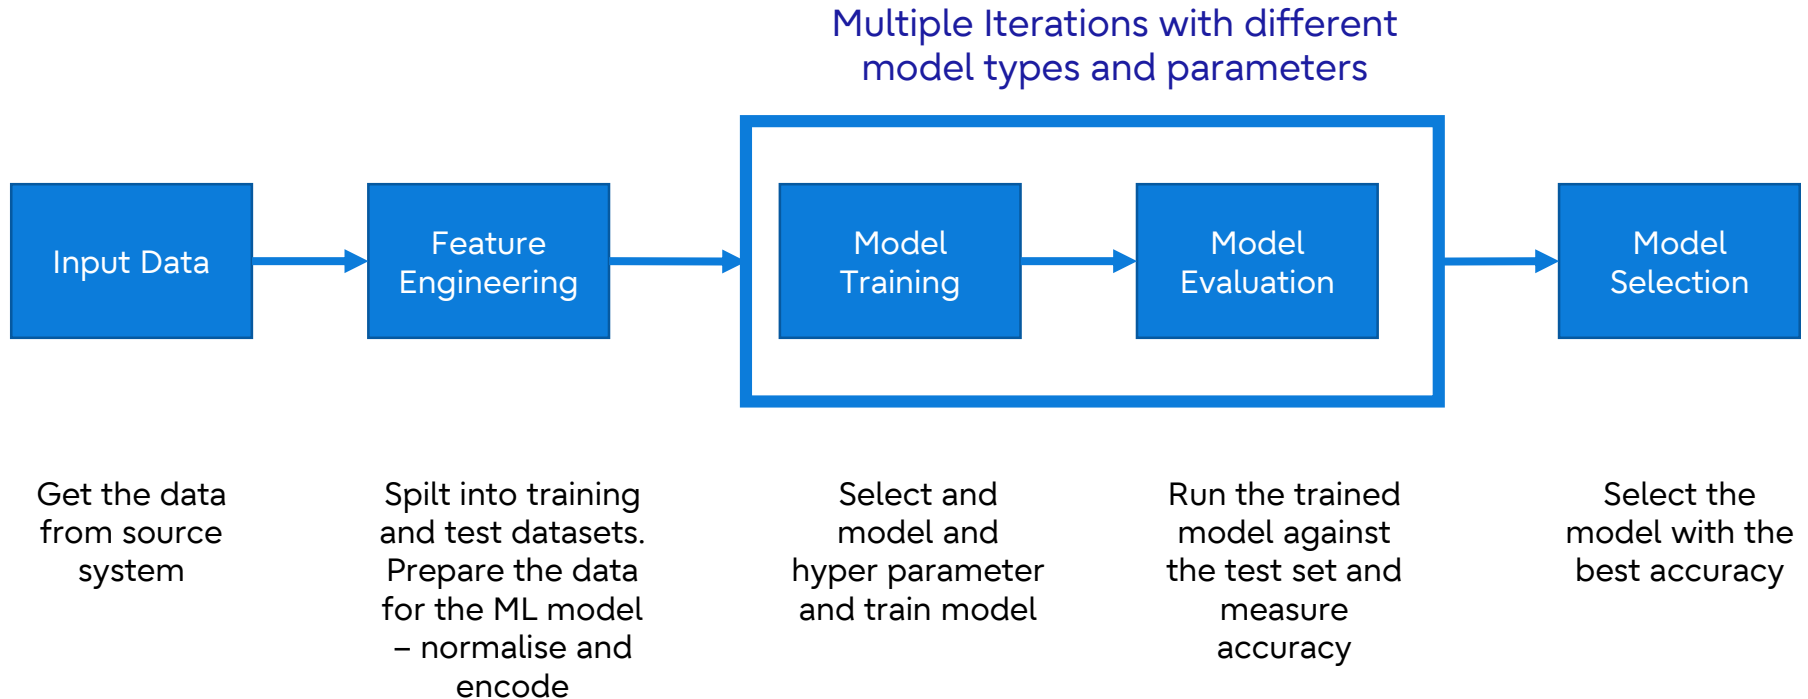 Multiple Iterations with different
model types and parameters
Input Data
Feature
Engineering
Model
Training
Model
Evaluation
Model
Selection
Get the data
from source
system
Spilt into training
and test datasets.
Prepare the data
for the ML model
– normalise and
encode
Select and
model and
hyper parameter
and train model
Run the trained
model against
the test set and
measure
accuracy
Select the
model with the
best accuracy